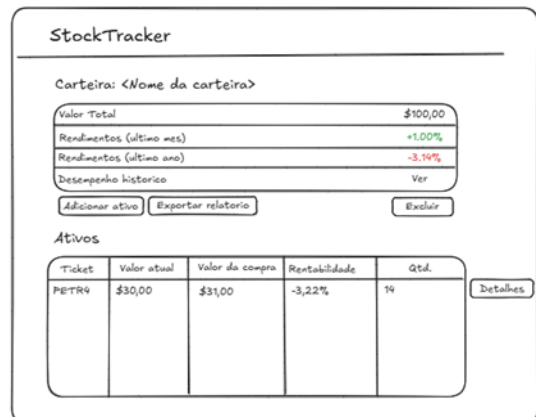 StockTracker
Carteira: <Nome da carteira>
Valor Total $100,00
Rendimentos (ultimo mes) +1.00%
Rendimentos (ultimo ano) -3.14%
Desempenho historico Ver
Adicionar ativo Exportar relatorio Excluir
Ativos
Ticket Valor atual Valor da compra Rentabilidade Qtd.
PETR4 $30,00 $31,00 -3,22% 14 Detalhes